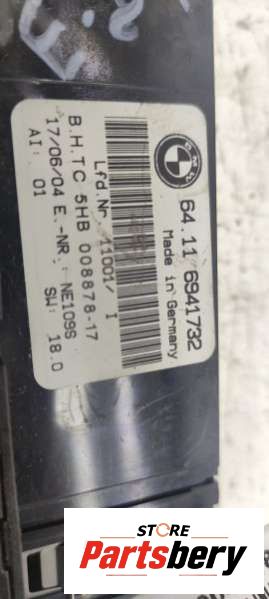 BMW
64.11 6941732
Made in Germany
Lfd.Nr 11001/ I
B.H.T.C 5HB 008878-17
17/06/04 E.-NR: NE109S
AI: 01 SW: 18.0
STORE
Partsbery